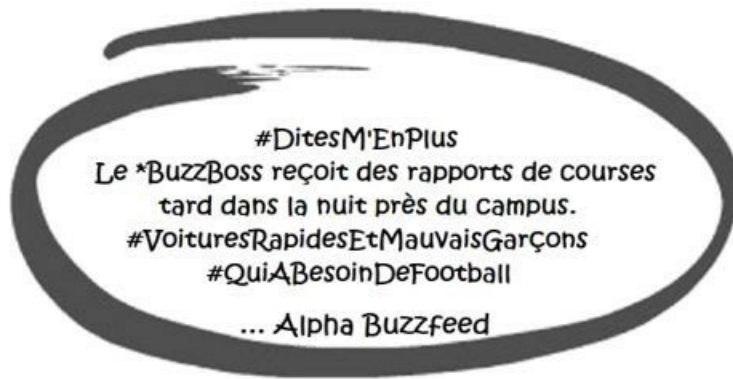 #DitesM'EnPlus
Le *BuzzBoss reçoit des rapports de courses
tard dans la nuit près du campus.
#VoituresRapidesEtMauvaisGarçons
#QuiABesoinDeFootball
... Alpha Buzzfeed